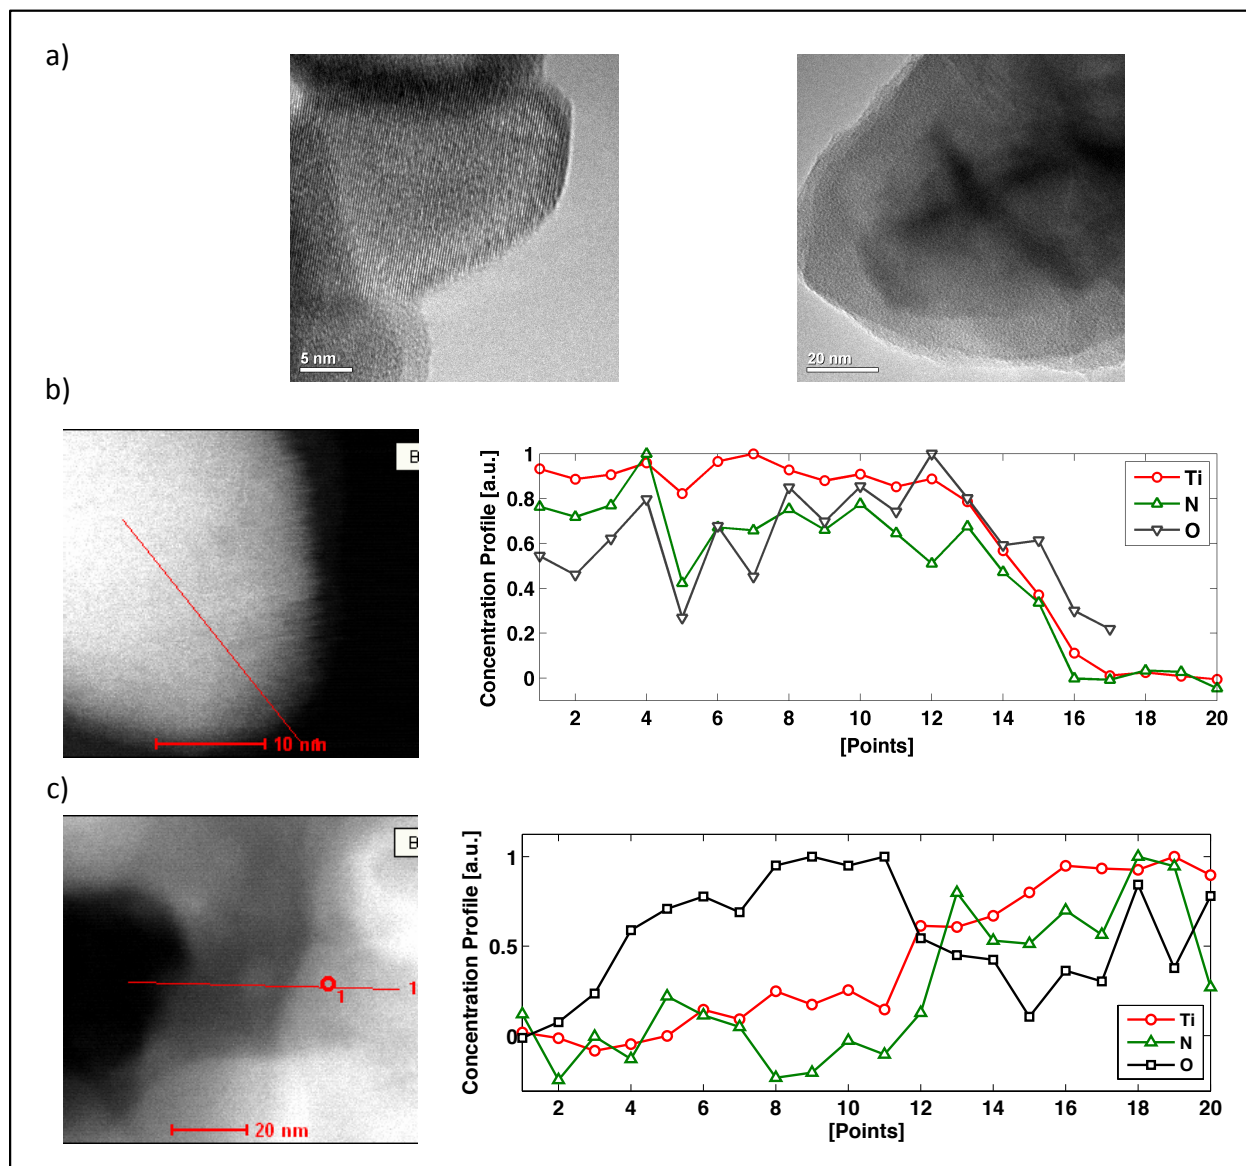 a)
5 nm
20 nm
b)
B
10 nm
Concentration Profile [a.u.]
1
0.8
0.6
0.4
0.2
0
2 4 6 8 10 12 14 16 18 20
[Points]
Ti
N
O
c)
B
1
1
20 nm
Concentration Profile [a.u.]
1
0.5
0
2 4 6 8 10 12 14 16 18 20
[Points]
Ti
N
O